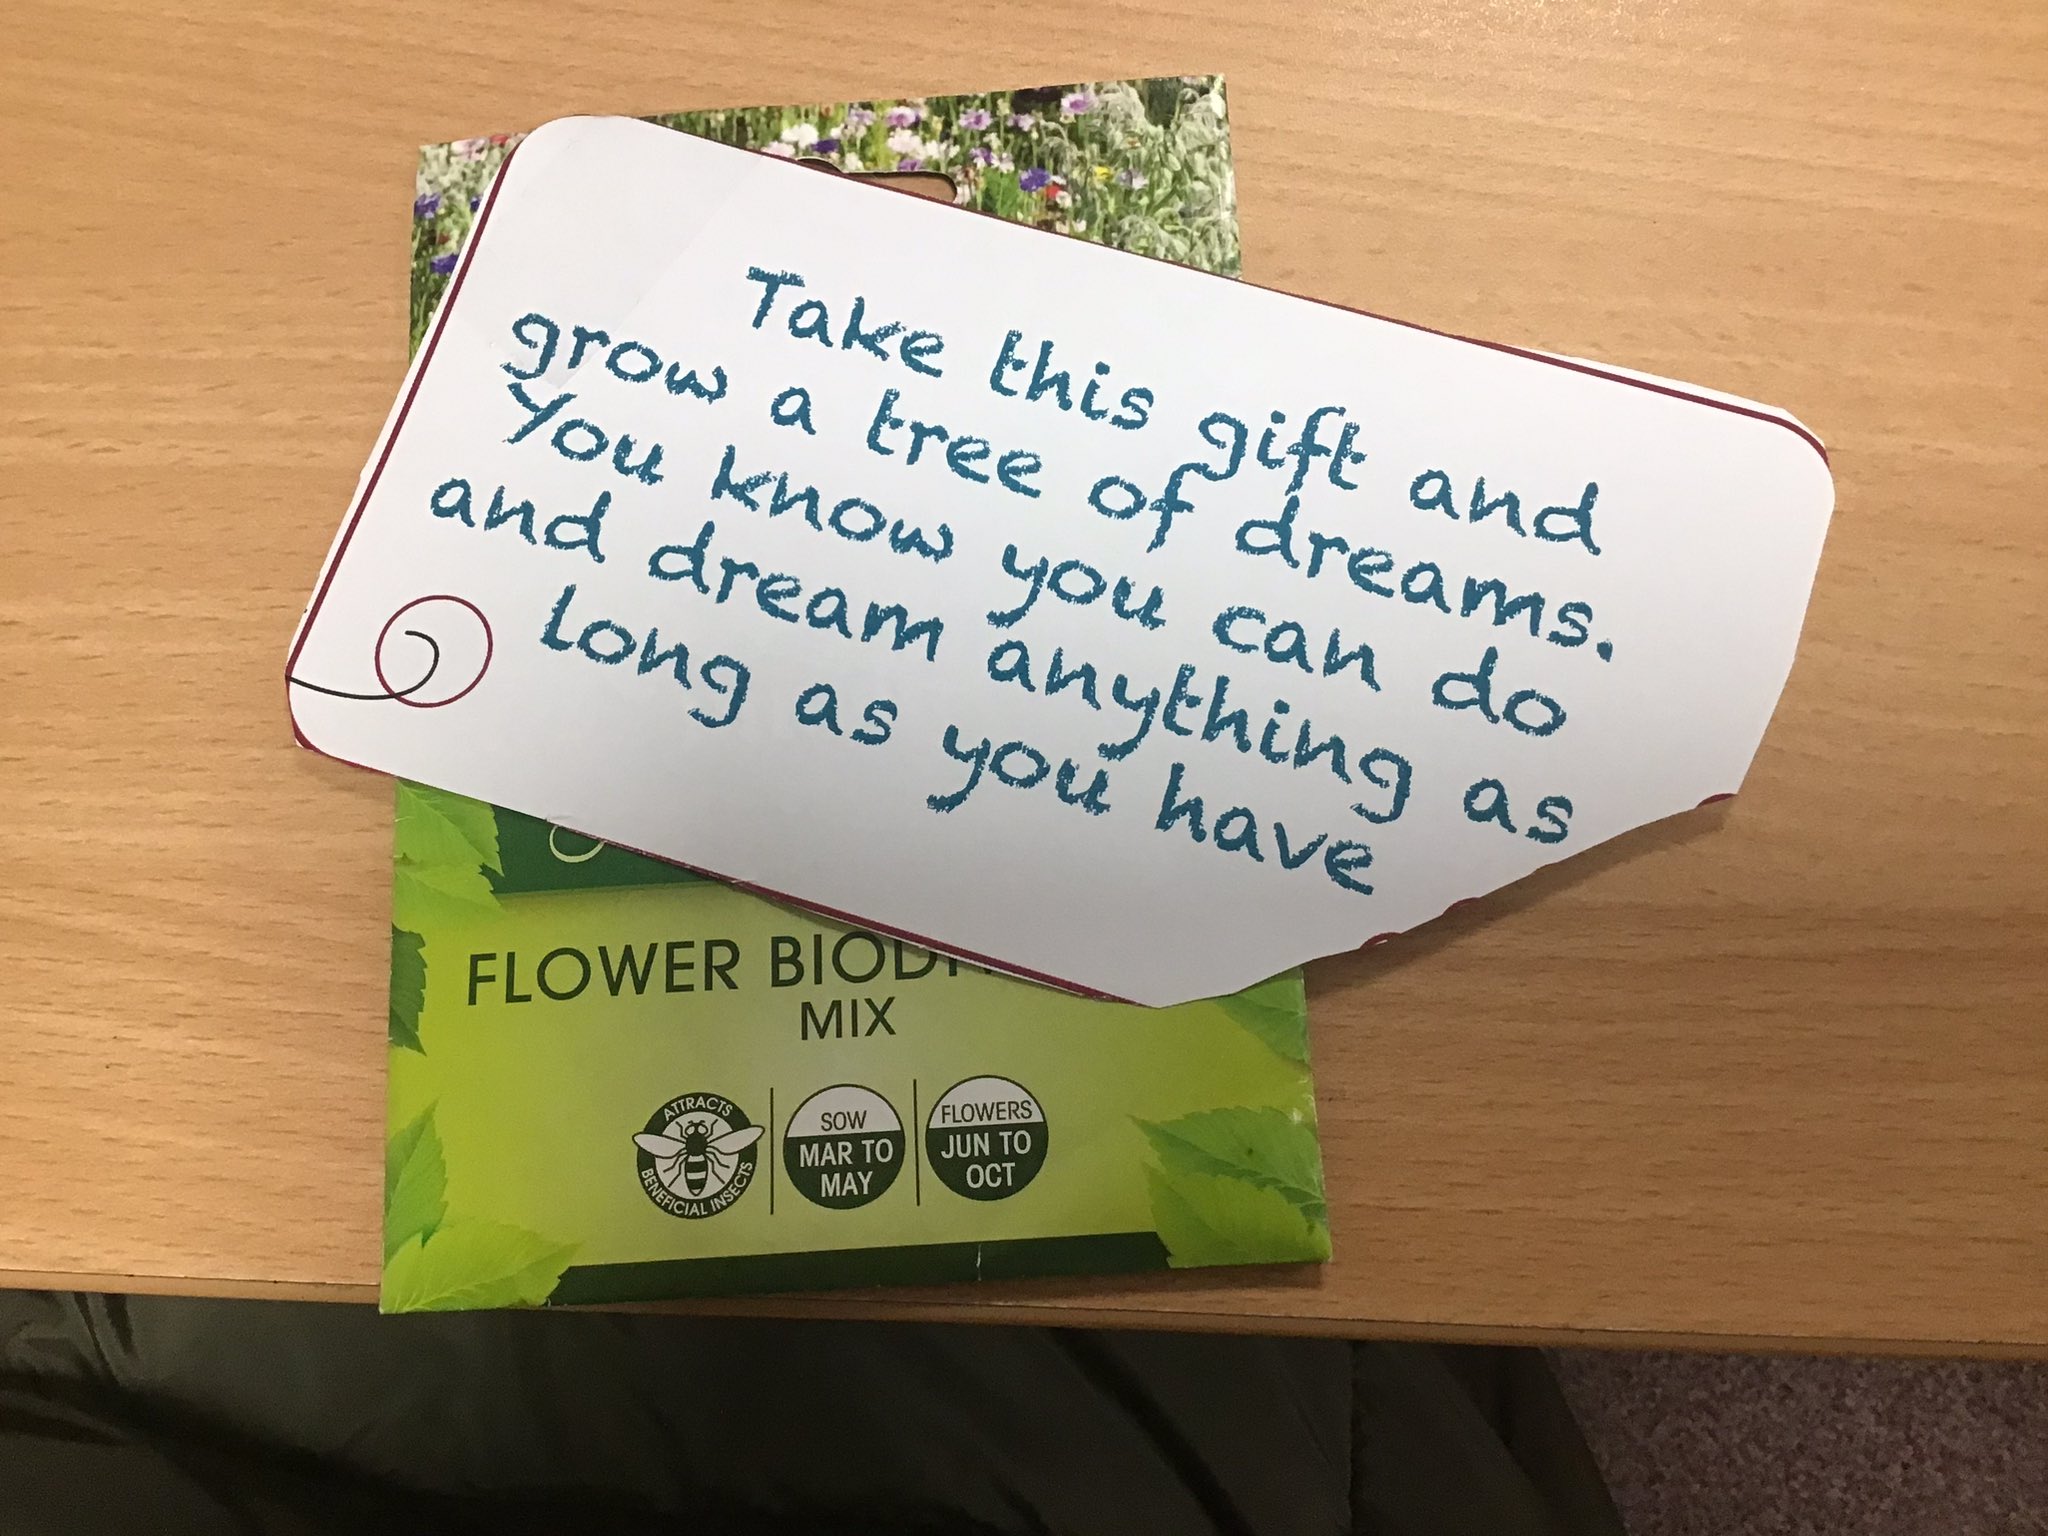 Take this gift and
grow a tree of dreams.
You know you can do
and dream anything as
long as you have
FLOWER
MIX
ATTRACTS
BENEFICIAL INSECTS
SOW
MAR TO
MAY
FLOWERS
JUN TO
OCT